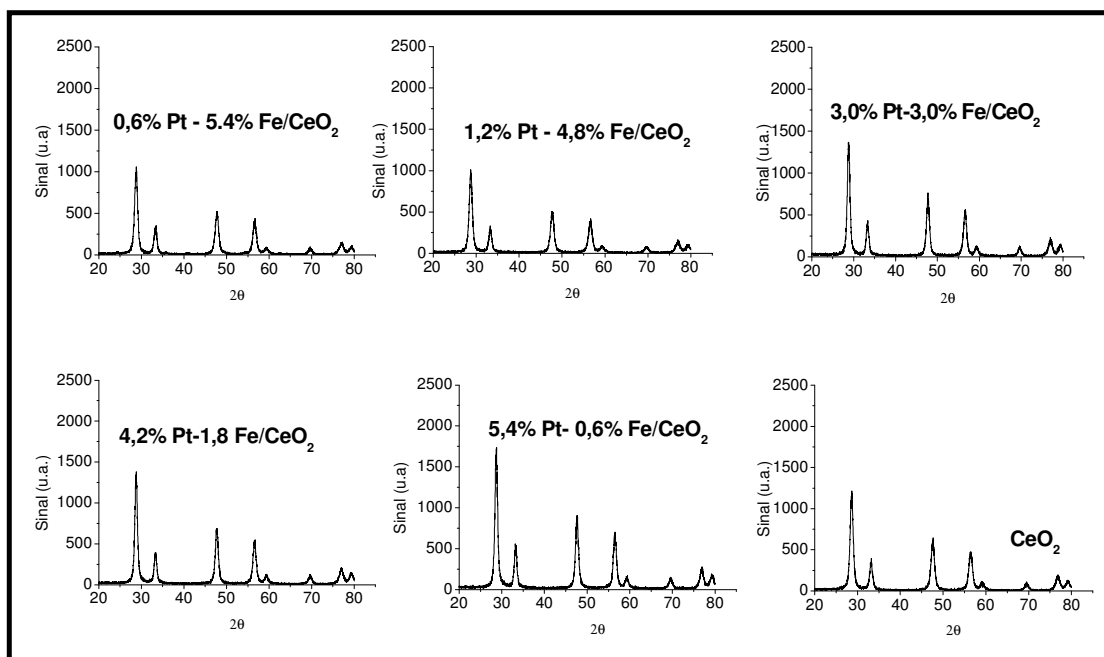 2500
2000
1500
1000
500
0
20 30 40 50 60 70 80
Sinal (u.a)
2θ
0,6% Pt - 5.4% Fe/CeO₂
2500
2000
1500
1000
500
0
20 30 40 50 60 70 80
Sinal (u.a.)
2θ
1,2% Pt - 4,8% Fe/CeO₂
2500
2000
1500
1000
500
0
20 30 40 50 60 70 80
Sinal (u.a.)
2θ
3,0% Pt-3,0% Fe/CeO₂
2500
2000
1500
1000
500
0
20 30 40 50 60 70 80
Sinal (u.a.)
2θ
4,2% Pt-1,8 Fe/CeO₂
2500
2000
1500
1000
500
0
20 30 40 50 60 70 80
Sinal (u.a.)
2θ
5,4% Pt- 0,6% Fe/CeO₂
2500
2000
1500
1000
500
0
20 30 40 50 60 70 80
Sinal (u.a.)
2θ
CeO₂